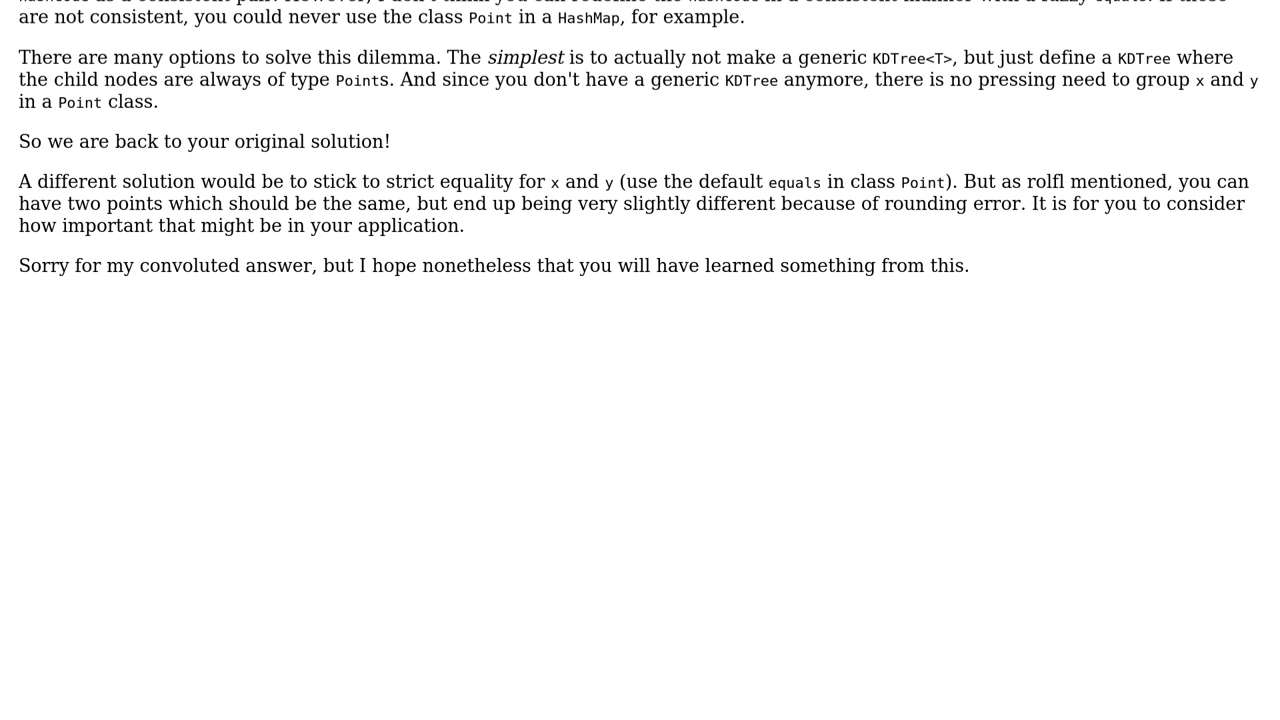 are not consistent, you could never use the class Point in a HashMap, for example.
There are many options to solve this dilemma. The simplest is to actually not make a generic KDTree<T>, but just define a KDTree where
the child nodes are always of type Points. And since you don't have a generic KDTree anymore, there is no pressing need to group x and y
in a Point class.
So we are back to your original solution!
A different solution would be to stick to strict equality for x and y (use the default equals in class Point). But as rolfl mentioned, you can
have two points which should be the same, but end up being very slightly different because of rounding error. It is for you to consider
how important that might be in your application.
Sorry for my convoluted answer, but I hope nonetheless that you will have learned something from this.